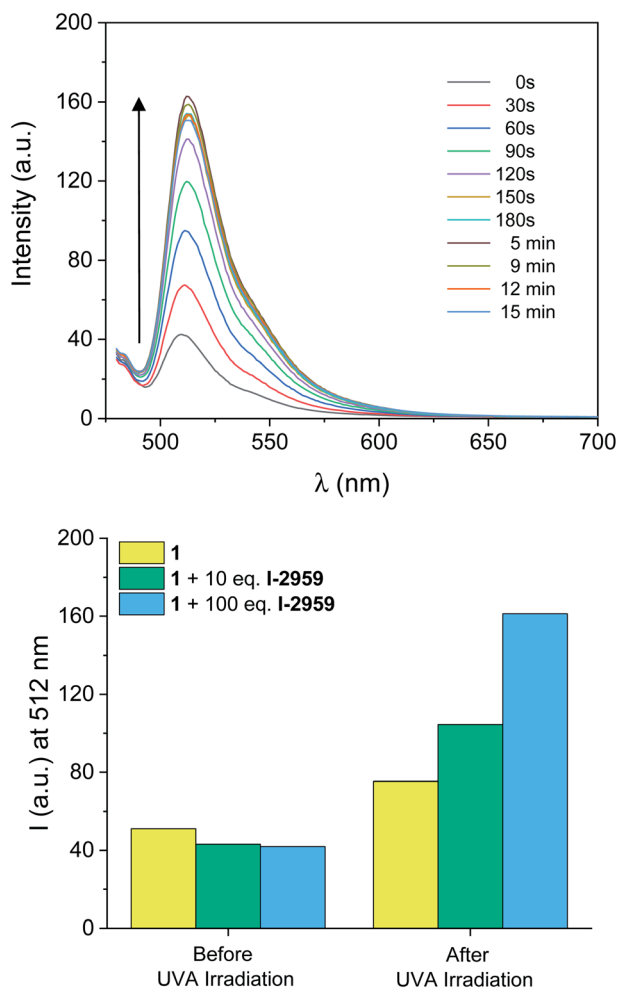 200
160
120
80
40
0
Intensity (a.u.)
0s
30s
60s
90s
120s
150s
180s
5 min
9 min
12 min
15 min
500
550
600
650
700
λ (nm)
200
160
120
80
40
0
I (a.u.) at 512 nm
1
1 + 10 eq. I-2959
1 + 100 eq. I-2959
Before
UVA Irradiation
After
UVA Irradiation